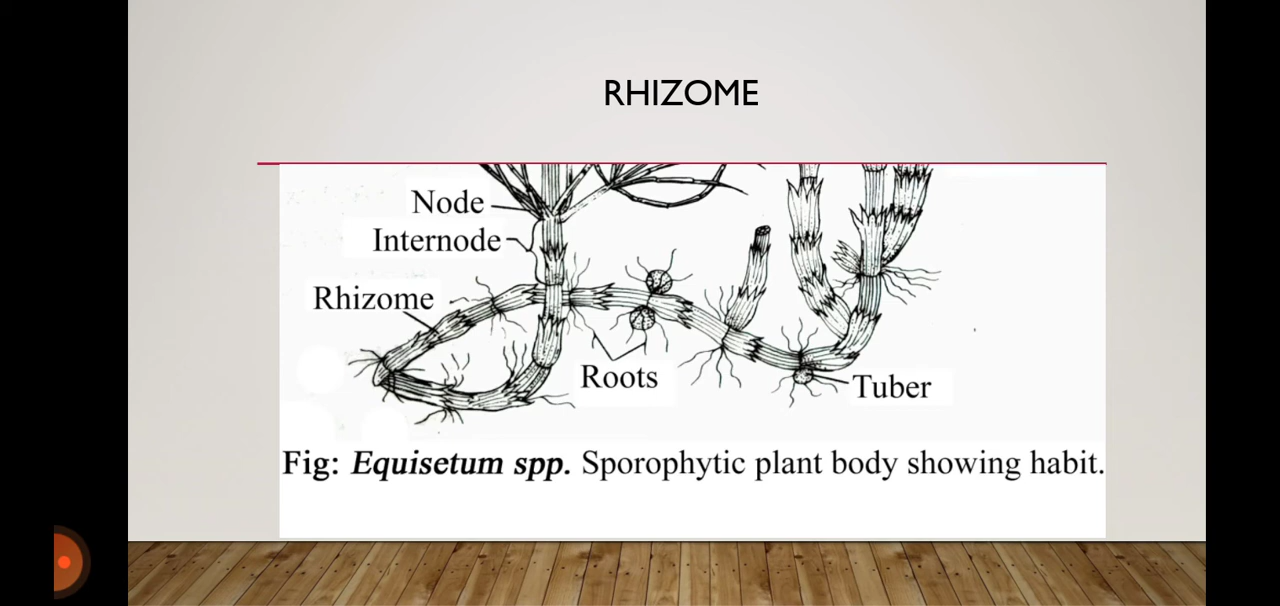 RHIZOME
Node
Internode
Rhizome
Roots
Tuber
Fig: Equisetum spp. Sporophytic plant body showing habit.